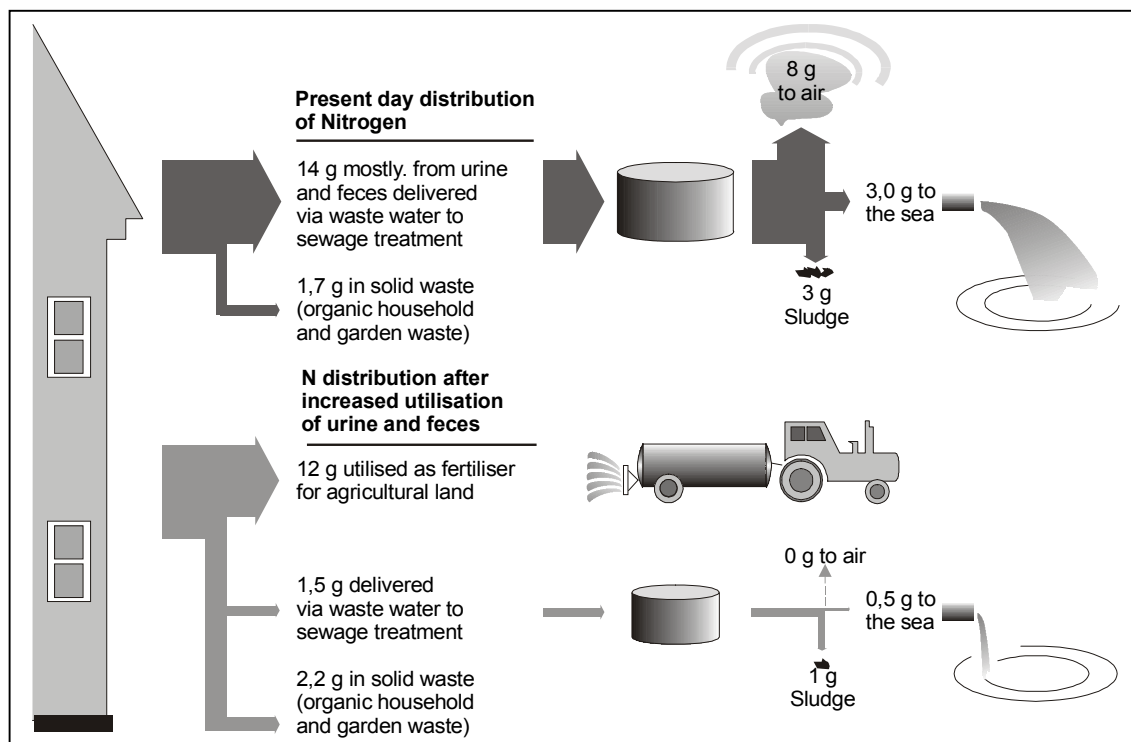 8 g
to air
Present day distribution
of Nitrogen
14 g mostly. from urine
and feces delivered
via waste water to
sewage treatment
3,0 g to
the sea
1,7 g in solid waste
(organic household
and garden waste)
3 g
Sludge
N distribution after
increased utilisation
of urine and feces
12 g utilised as fertiliser
for agricultural land
0 g to air
1,5 g delivered
via waste water to
sewage treatment
0,5 g to
the sea
1 g
Sludge
2,2 g in solid waste
(organic household
and garden waste)